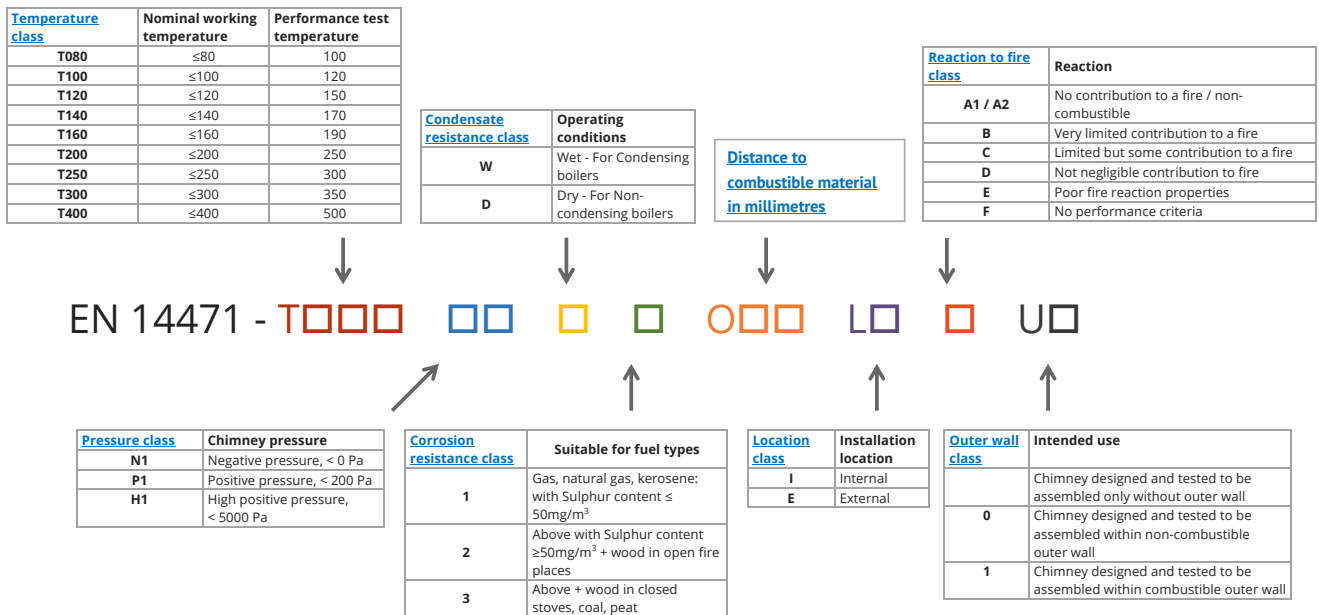 Temperature class | Nominal working temperature | Performance test temperature
T080 | ≤80 | 100
T100 | ≤100 | 120
T120 | ≤120 | 150
T140 | ≤140 | 170
T160 | ≤160 | 190
T200 | ≤200 | 250
T250 | ≤250 | 300
T300 | ≤300 | 350
T400 | ≤400 | 500
Condensate resistance class | Operating conditions
W | Wet - For Condensing boilers
D | Dry - For Non-condensing boilers
Distance to
combustible material
in millimetres
Reaction to fire class | Reaction
A1 / A2 | No contribution to a fire / non-combustible
B | Very limited contribution to a fire
C | Limited but some contribution to a fire
D | Not negligible contribution to fire
E | Poor fire reaction properties
F | No performance criteria
EN 14471 - T□□□ □□ □ □ O□□ L□ □ U□
Pressure class | Chimney pressure
N1 | Negative pressure, < 0 Pa
P1 | Positive pressure, < 200 Pa
H1 | High positive pressure, < 5000 Pa
Corrosion resistance class | Suitable for fuel types
1 | Gas, natural gas, kerosene: with Sulphur content ≤ 50mg/m³
2 | Above with Sulphur content ≥50mg/m³ + wood in open fire places
3 | Above + wood in closed stoves, coal, peat
Location class | Installation location
I | Internal
E | External
Outer wall class | Intended use
Chimney designed and tested to be assembled only without outer wall
0 | Chimney designed and tested to be assembled within non-combustible outer wall
1 | Chimney designed and tested to be assembled within combustible outer wall